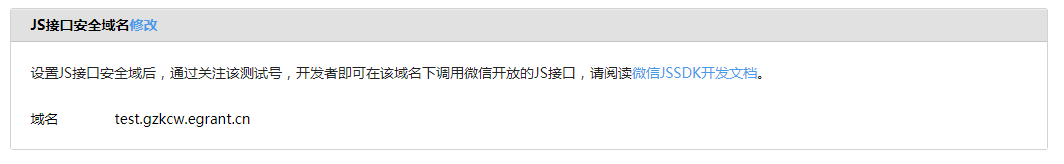 JS接口安全域名修改
设置JS接口安全域后，通过关注该测试号，开发者即可在该域名下调用微信开放的JS接口，请阅读微信JSSDK开发文档。
域名 test.gzkcw.egrant.cn